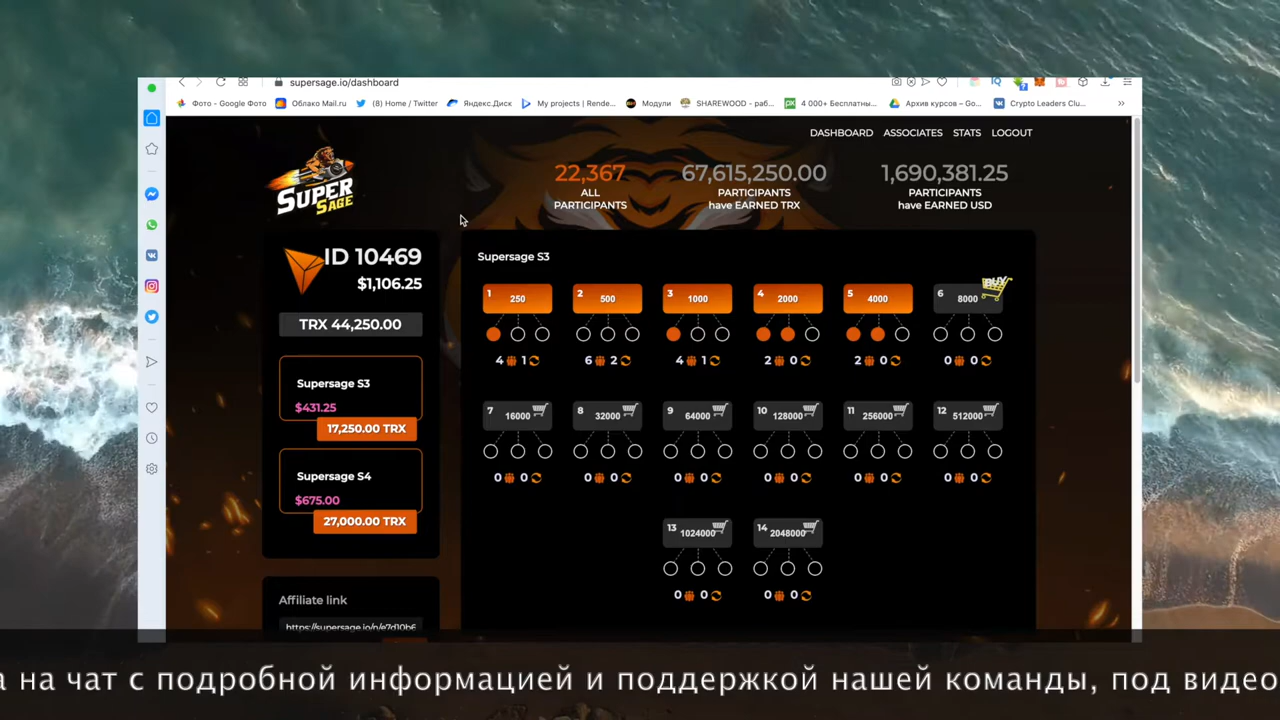 supersage.io/dashboard
Фото - Google Фото
Облако Mail.ru
(8) Home / Twitter
Яндекс.Диск
My projects | Rende...
Модули
SHAREWOOD - раб...
4 000+ Бесплатны...
Архив курсов – Go...
Crypto Leaders Clu...
DASHBOARD ASSOCIATES STATS LOGOUT
SUPER
SAGE
22,367
ALL
PARTICIPANTS
67,615,250.00
PARTICIPANTS
have EARNED TRX
1,690,381.25
PARTICIPANTS
have EARNED USD
ID 10469
$1,106.25
TRX 44,250.00
Supersage S3
$431.25
17,250.00 TRX
Supersage S4
$675.00
27,000.00 TRX
Affiliate link
https://supersage.io/n/e7d10b6
Supersage S3
1 250
2 500
3 1000
4 2000
5 4000
6 8000 BUY
4 1
6 2
4 1
2 0
2 0
0 0
7 16000
8 32000
9 64000
10 128000
11 256000
12 512000
0 0
0 0
0 0
0 0
0 0
0 0
13 1024000
14 2048000
0 0
0 0
а на чат с подробной информацией и поддержкой нашей команды, под видео